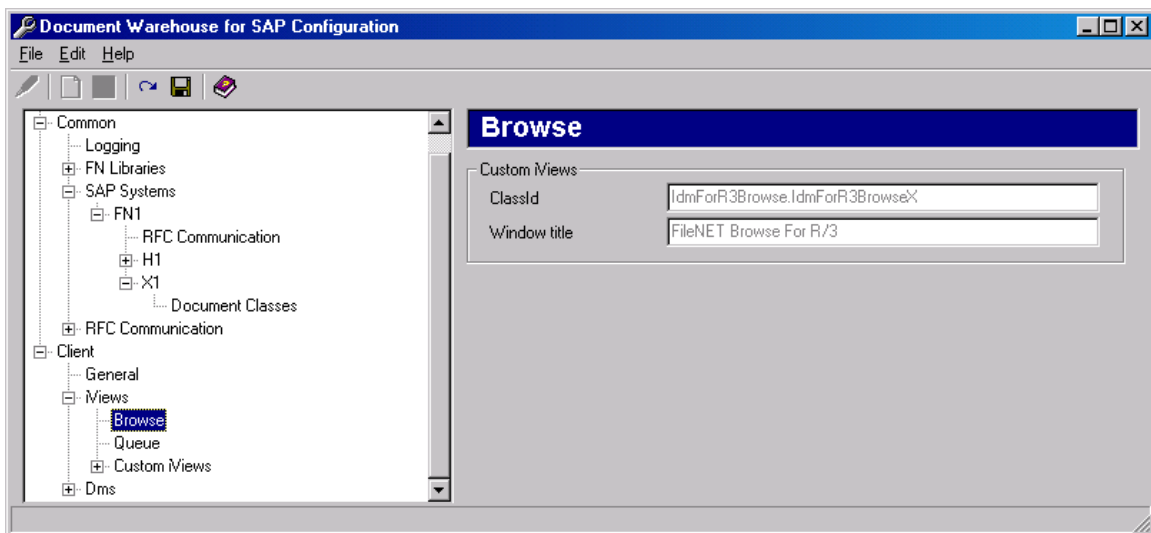 Document Warehouse for SAP Configuration
File Edit Help
Common
Logging
FN Libraries
SAP Systems
FN1
RFC Communication
H1
X1
Document Classes
RFC Communication
Client
General
iViews
Browse
Queue
Custom iViews
Dms
Browse
Custom iViews
ClassId IdmForR3Browse.IdmForR3BrowseX
Window title FileNET Browse For R/3